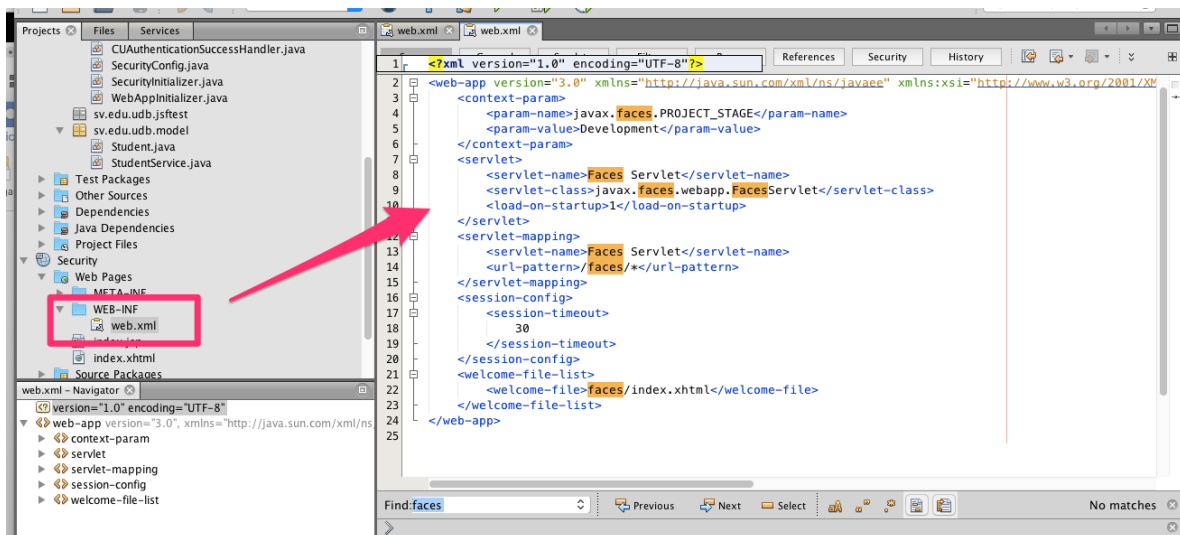 Projects Files Services
CUAuthenticationSuccessHandler.java
SecurityConfig.java
SecurityInitializer.java
WebAppInitializer.java
sv.edu.udb.jsftest
sv.edu.udb.model
Student.java
StudentService.java
Test Packages
Other Sources
Dependencies
Java Dependencies
Project Files
Security
Web Pages
META-INF
WEB-INF
web.xml
index.jsp
index.xhtml
Source Packages
web.xml – Navigator
version="1.0" encoding="UTF-8"
web-app version="3.0", xmlns="http://java.sun.com/xml/ns
context-param
servlet
servlet-mapping
session-config
welcome-file-list
web.xml web.xml
References Security History
1 <?xml version="1.0" encoding="UTF-8"?>
2 <web-app version="3.0" xmlns="http://java.sun.com/xml/ns/javaee" xmlns:xsi="http://www.w3.org/2001/XM
3 <context-param>
4 <param-name>javax.faces.PROJECT_STAGE</param-name>
5 <param-value>Development</param-value>
6 </context-param>
7 <servlet>
8 <servlet-name>Faces Servlet</servlet-name>
9 <servlet-class>javax.faces.webapp.FacesServlet</servlet-class>
10 <load-on-startup>1</load-on-startup>
</servlet>
12 <servlet-mapping>
13 <servlet-name>Faces Servlet</servlet-name>
14 <url-pattern>/faces/*</url-pattern>
15 </servlet-mapping>
16 <session-config>
17 <session-timeout>
18 30
19 </session-timeout>
20 </session-config>
21 <welcome-file-list>
22 <welcome-file>faces/index.xhtml</welcome-file>
23 </welcome-file-list>
24 </web-app>
25
Find: faces Previous Next Select No matches